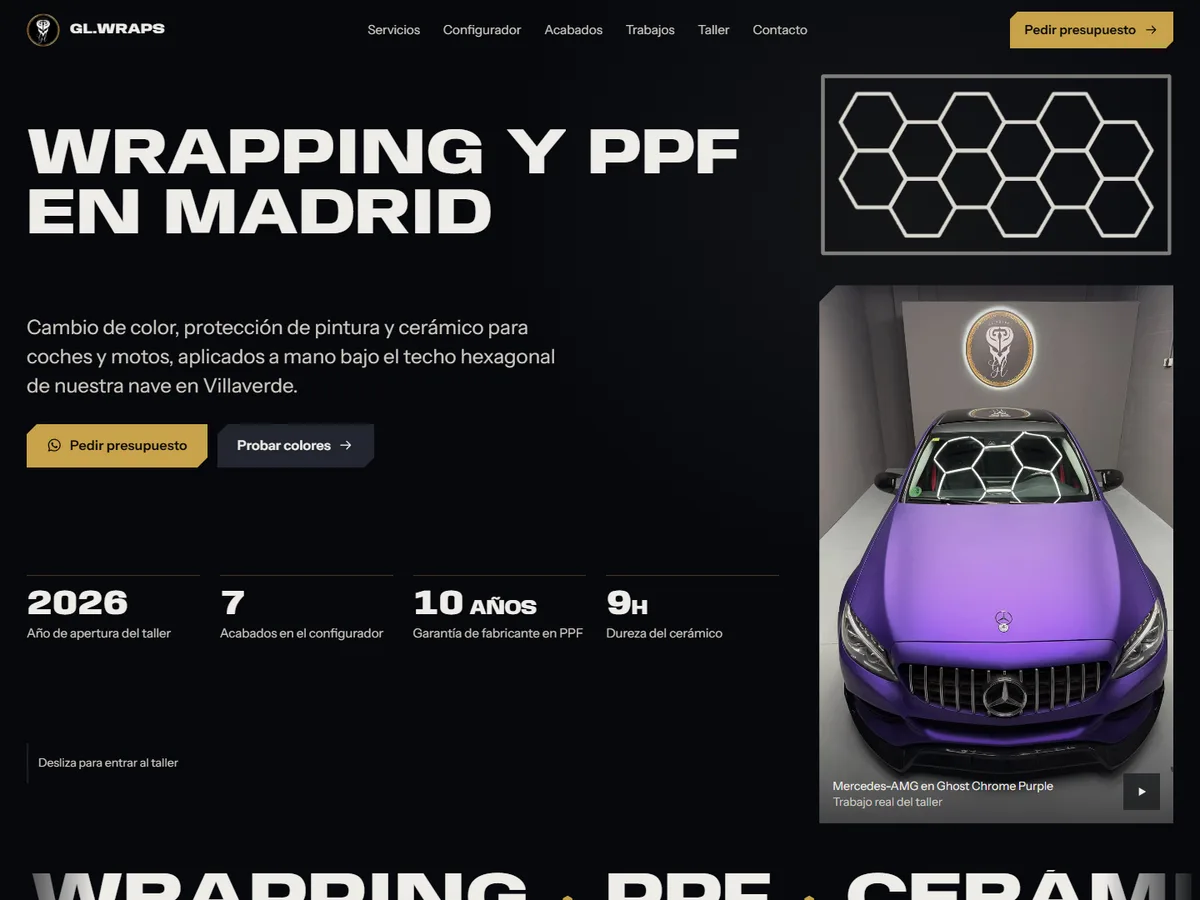 GL.WRAPS
Servicios
Configurador
Acabados
Trabajos
Taller
Contacto
Pedir presupuesto
WRAPPING Y PPF
EN MADRID
Cambio de color, protección de pintura y cerámico para
coches y motos, aplicados a mano bajo el techo hexagonal
de nuestra nave en Villaverde.
Pedir presupuesto
Probar colores
2026
Año de apertura del taller
7
Acabados en el configurador
10 AÑOS
Garantía de fabricante en PPF
9H
Dureza del cerámico
Desliza para entrar al taller
Mercedes-AMG en Ghost Chrome Purple
Trabajo real del taller
WRAPPING · PPF ·